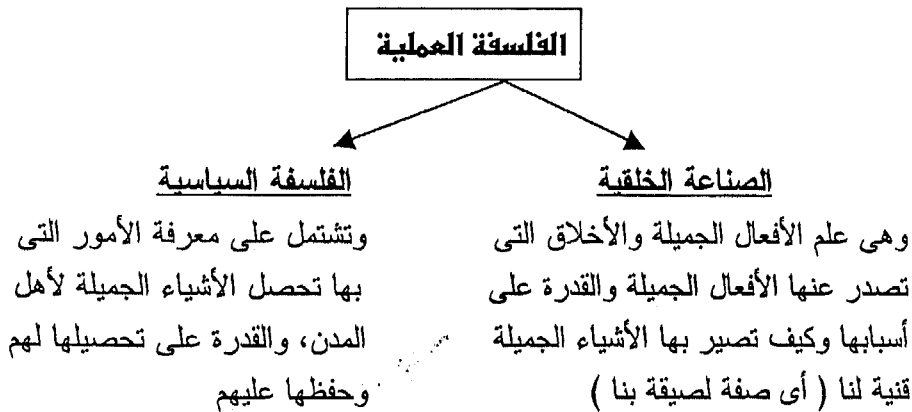 الفلسفة العملية
الصناعة الخلقية
وهى علم الأفعال الجميلة والأخلاق التى
تصدر عنها الأفعال الجميلة والقدرة على
أسبابها وكيف تصير بها الأشياء الجميلة
قنية لنا ( أى صفة لصيقة بنا )
الفلسفة السياسية
وتشتمل على معرفة الأمور التى
بها تحصل الأشياء الجميلة لأهل
المدن، والقدرة على تحصيلها لهم
وحفظها عليهم